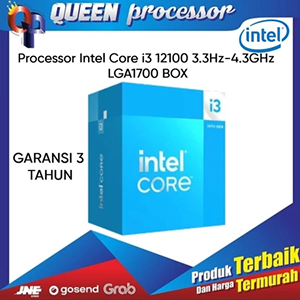 QUEEN processor
intel
Processor Intel Core i3 12100 3.3Hz-4.3GHz
LGA1700 BOX
i3
GARANSI 3
TAHUN
intel
CORE
Produk Terbaik
Dan Harga Termurah
JNE
gosend Grab